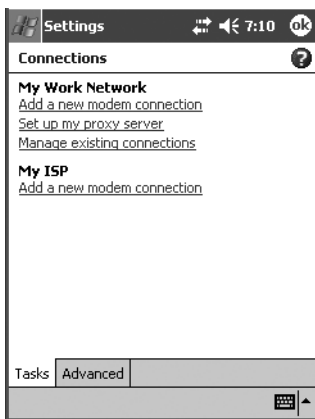 Settings 7:10 ok
Connections ?
My Work Network
Add a new modem connection
Set up my proxy server
Manage existing connections
My ISP
Add a new modem connection
Tasks Advanced